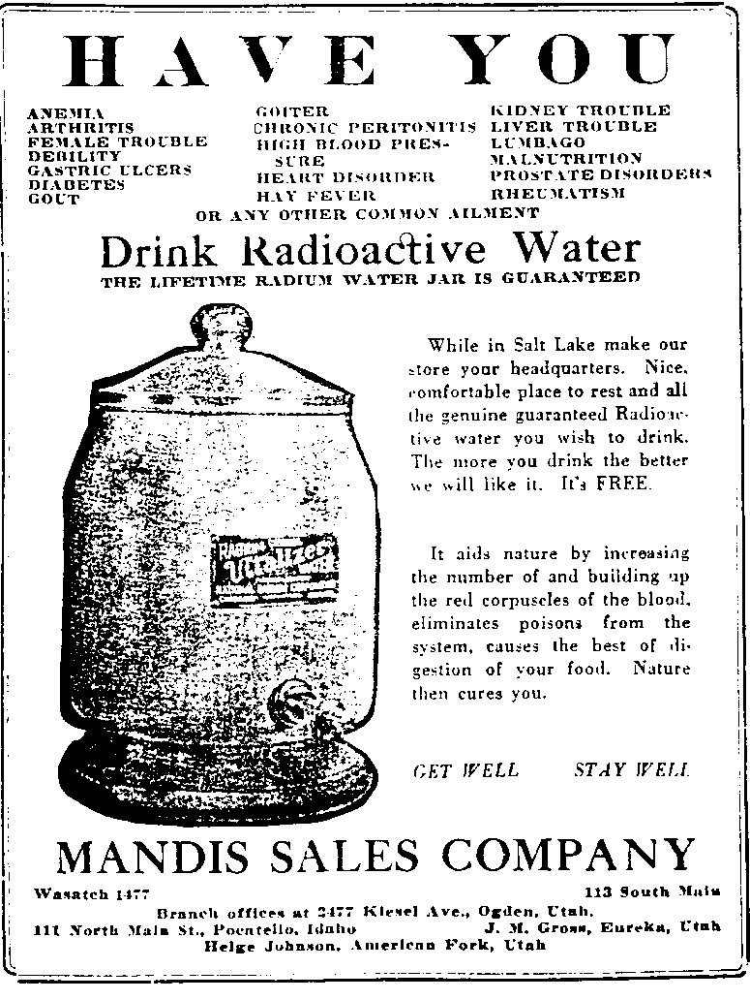 HAVE YOU
ANEMIA
ARTHRITIS
FEMALE TROUBLE
DEBILITY
GASTRIC ULCERS
DIABETES
GOUT
GOITER
CHRONIC PERITONITIS
HIGH BLOOD PRES-
SURE
HEART DISORDER
HAY FEVER
KIDNEY TROUBLE
LIVER TROUBLE
LUMBAGO
MALNUTRITION
PROSTATE DISORDERS
RHEUMATISM
OR ANY OTHER COMMON AILMENT
Drink Radioactive Water
THE LIFETIME RADIUM WATER JAR IS GUARANTEED
While in Salt Lake make our
store your headquarters. Nice,
comfortable place to rest and all
the genuine guaranteed Radioac-
tive water you wish to drink.
The more you drink the better
we will like it. It's FREE.
Vitalizer
It aids nature by increasing
the number of and building up
the red corpuscles of the blood,
eliminates poisons from the
system, causes the best of di-
gestion of your food. Nature
then cures you.
GET WELL STAY WELL
MANDIS SALES COMPANY
Wasatch 1477 113 South Main
Branch offices at 2477 Kiesel Ave., Ogden, Utah.
111 North Main St., Pocatello, Idaho J. M. Gross, Eureka, Utah
Helge Johnson, American Fork, Utah